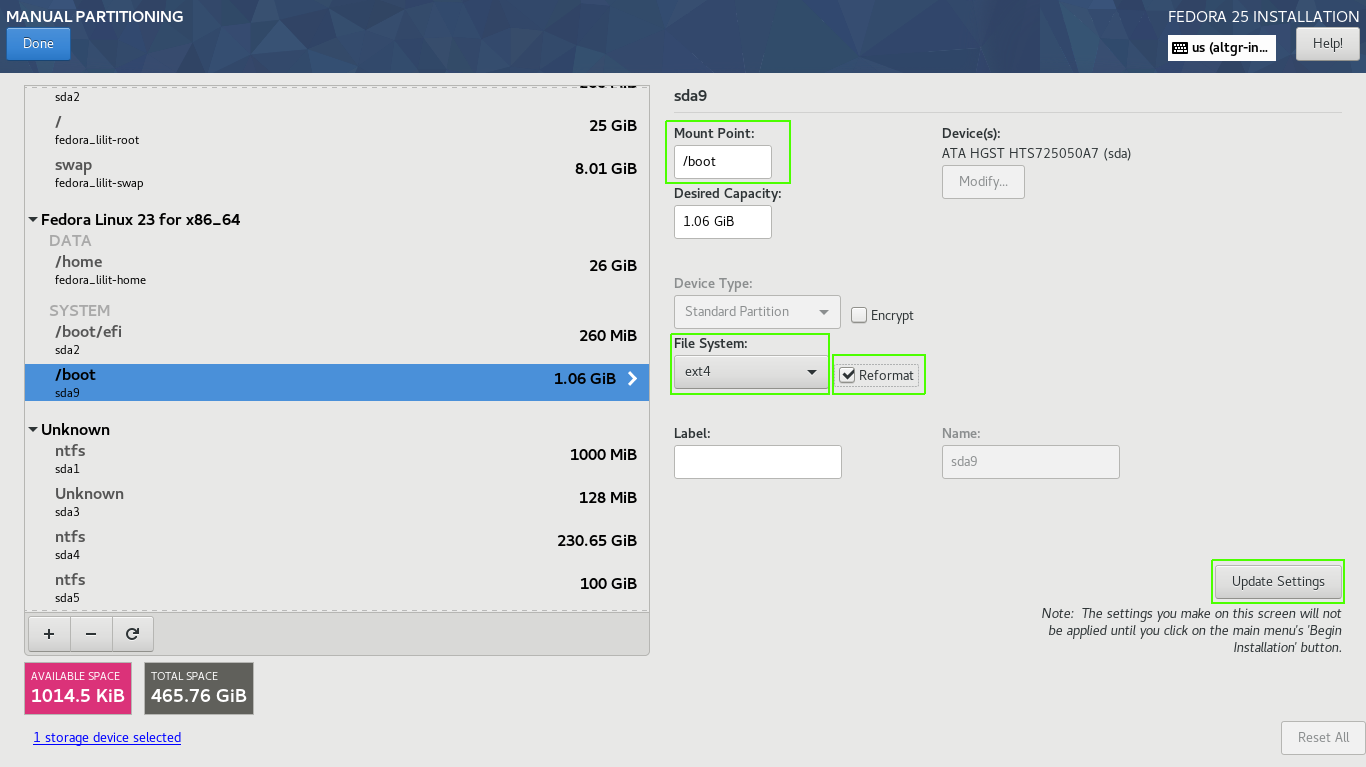 MANUAL PARTITIONING
FEDORA 25 INSTALLATION
Done
us (altgr-in...
Help!
sda2
/
25 GiB
fedora_lilit-root
swap
8.01 GiB
fedora_lilit-swap
Fedora Linux 23 for x86_64
DATA
/home
26 GiB
fedora_lilit-home
SYSTEM
/boot/efi
260 MiB
sda2
/boot
1.06 GiB
sda9
Unknown
ntfs
1000 MiB
sda1
Unknown
128 MiB
sda3
ntfs
230.65 GiB
sda4
ntfs
100 GiB
sda5
AVAILABLE SPACE
1014.5 KiB
TOTAL SPACE
465.76 GiB
1 storage device selected
sda9
Mount Point:
/boot
Device(s):
ATA HGST HTS725050A7 (sda)
Modify...
Desired Capacity:
1.06 GiB
Device Type:
Standard Partition
Encrypt
File System:
ext4
Reformat
Label:
Name:
sda9
Update Settings
Note: The settings you make on this screen will not
be applied until you click on the main menu's 'Begin
Installation' button.
Reset All